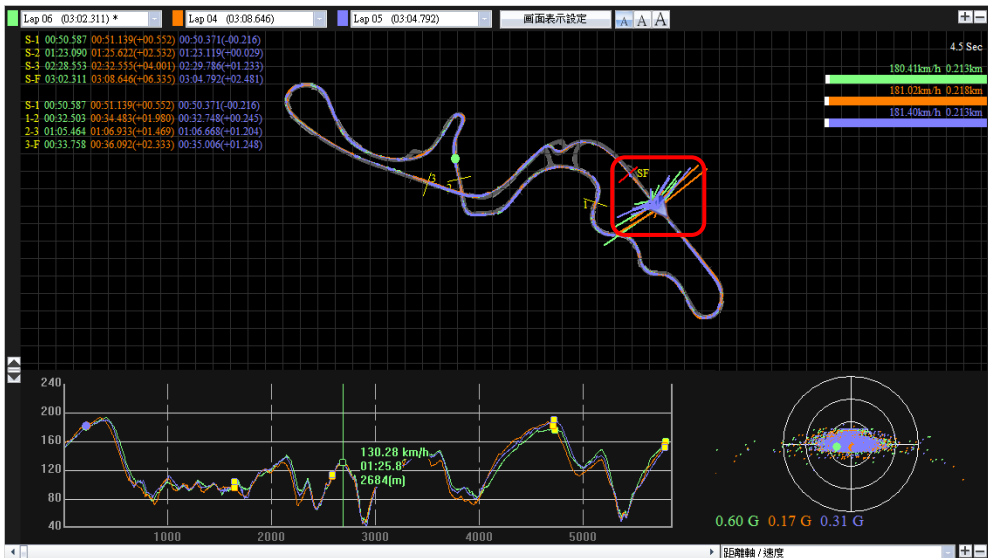 Lap 06 (03:02.311) *
Lap 04 (03:08.646)
Lap 05 (03:04.792)
画面表示設定
A A A
S-1 00:50.587 00:51.139(+00.552) 00:50.371(-00.216)
S-2 01:23.090 01:25.622(+02.532) 01:23.119(+00.029)
S-3 02:28.553 02:32.555(+04.001) 02:29.786(+01.233)
S-F 03:02.311 03:08.646(+06.335) 03:04.792(+02.481)
S-1 00:50.587 00:51.139(+00.552) 00:50.371(-00.216)
1-2 00:32.503 00:34.483(+01.980) 00:32.748(+00.245)
2-3 01:05.464 01:06.933(+01.469) 01:06.668(+01.204)
3-F 00:33.758 00:36.092(+02.333) 00:35.006(+01.248)
4.5 Sec
180.41km/h 0.213km
181.02km/h 0.218km
181.40km/h 0.213km
SF
3
2
1
240
200
160
120
80
40
130.28 km/h
01:25.8
2684(m)
1000
2000
3000
4000
5000
0.60 G 0.17 G 0.31 G
距離軸 / 速度